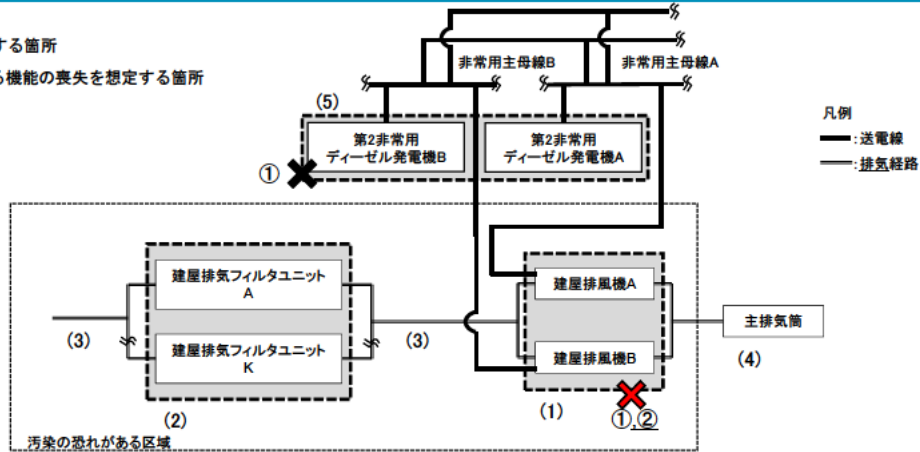 する箇所
機能の喪失を想定する箇所
非常用主母線B
非常用主母線A
(5)
凡例
第2非常用
ディーゼル発電機B
第2非常用
ディーゼル発電機A
:送電線
:排気経路
①
建屋排気フィルタユニット
A
建屋排風機A
主排気筒
(3)
(3)
(4)
建屋排気フィルタユニット
K
建屋排風機B
(2)
(1)
①,②
汚染の恐れがある区域